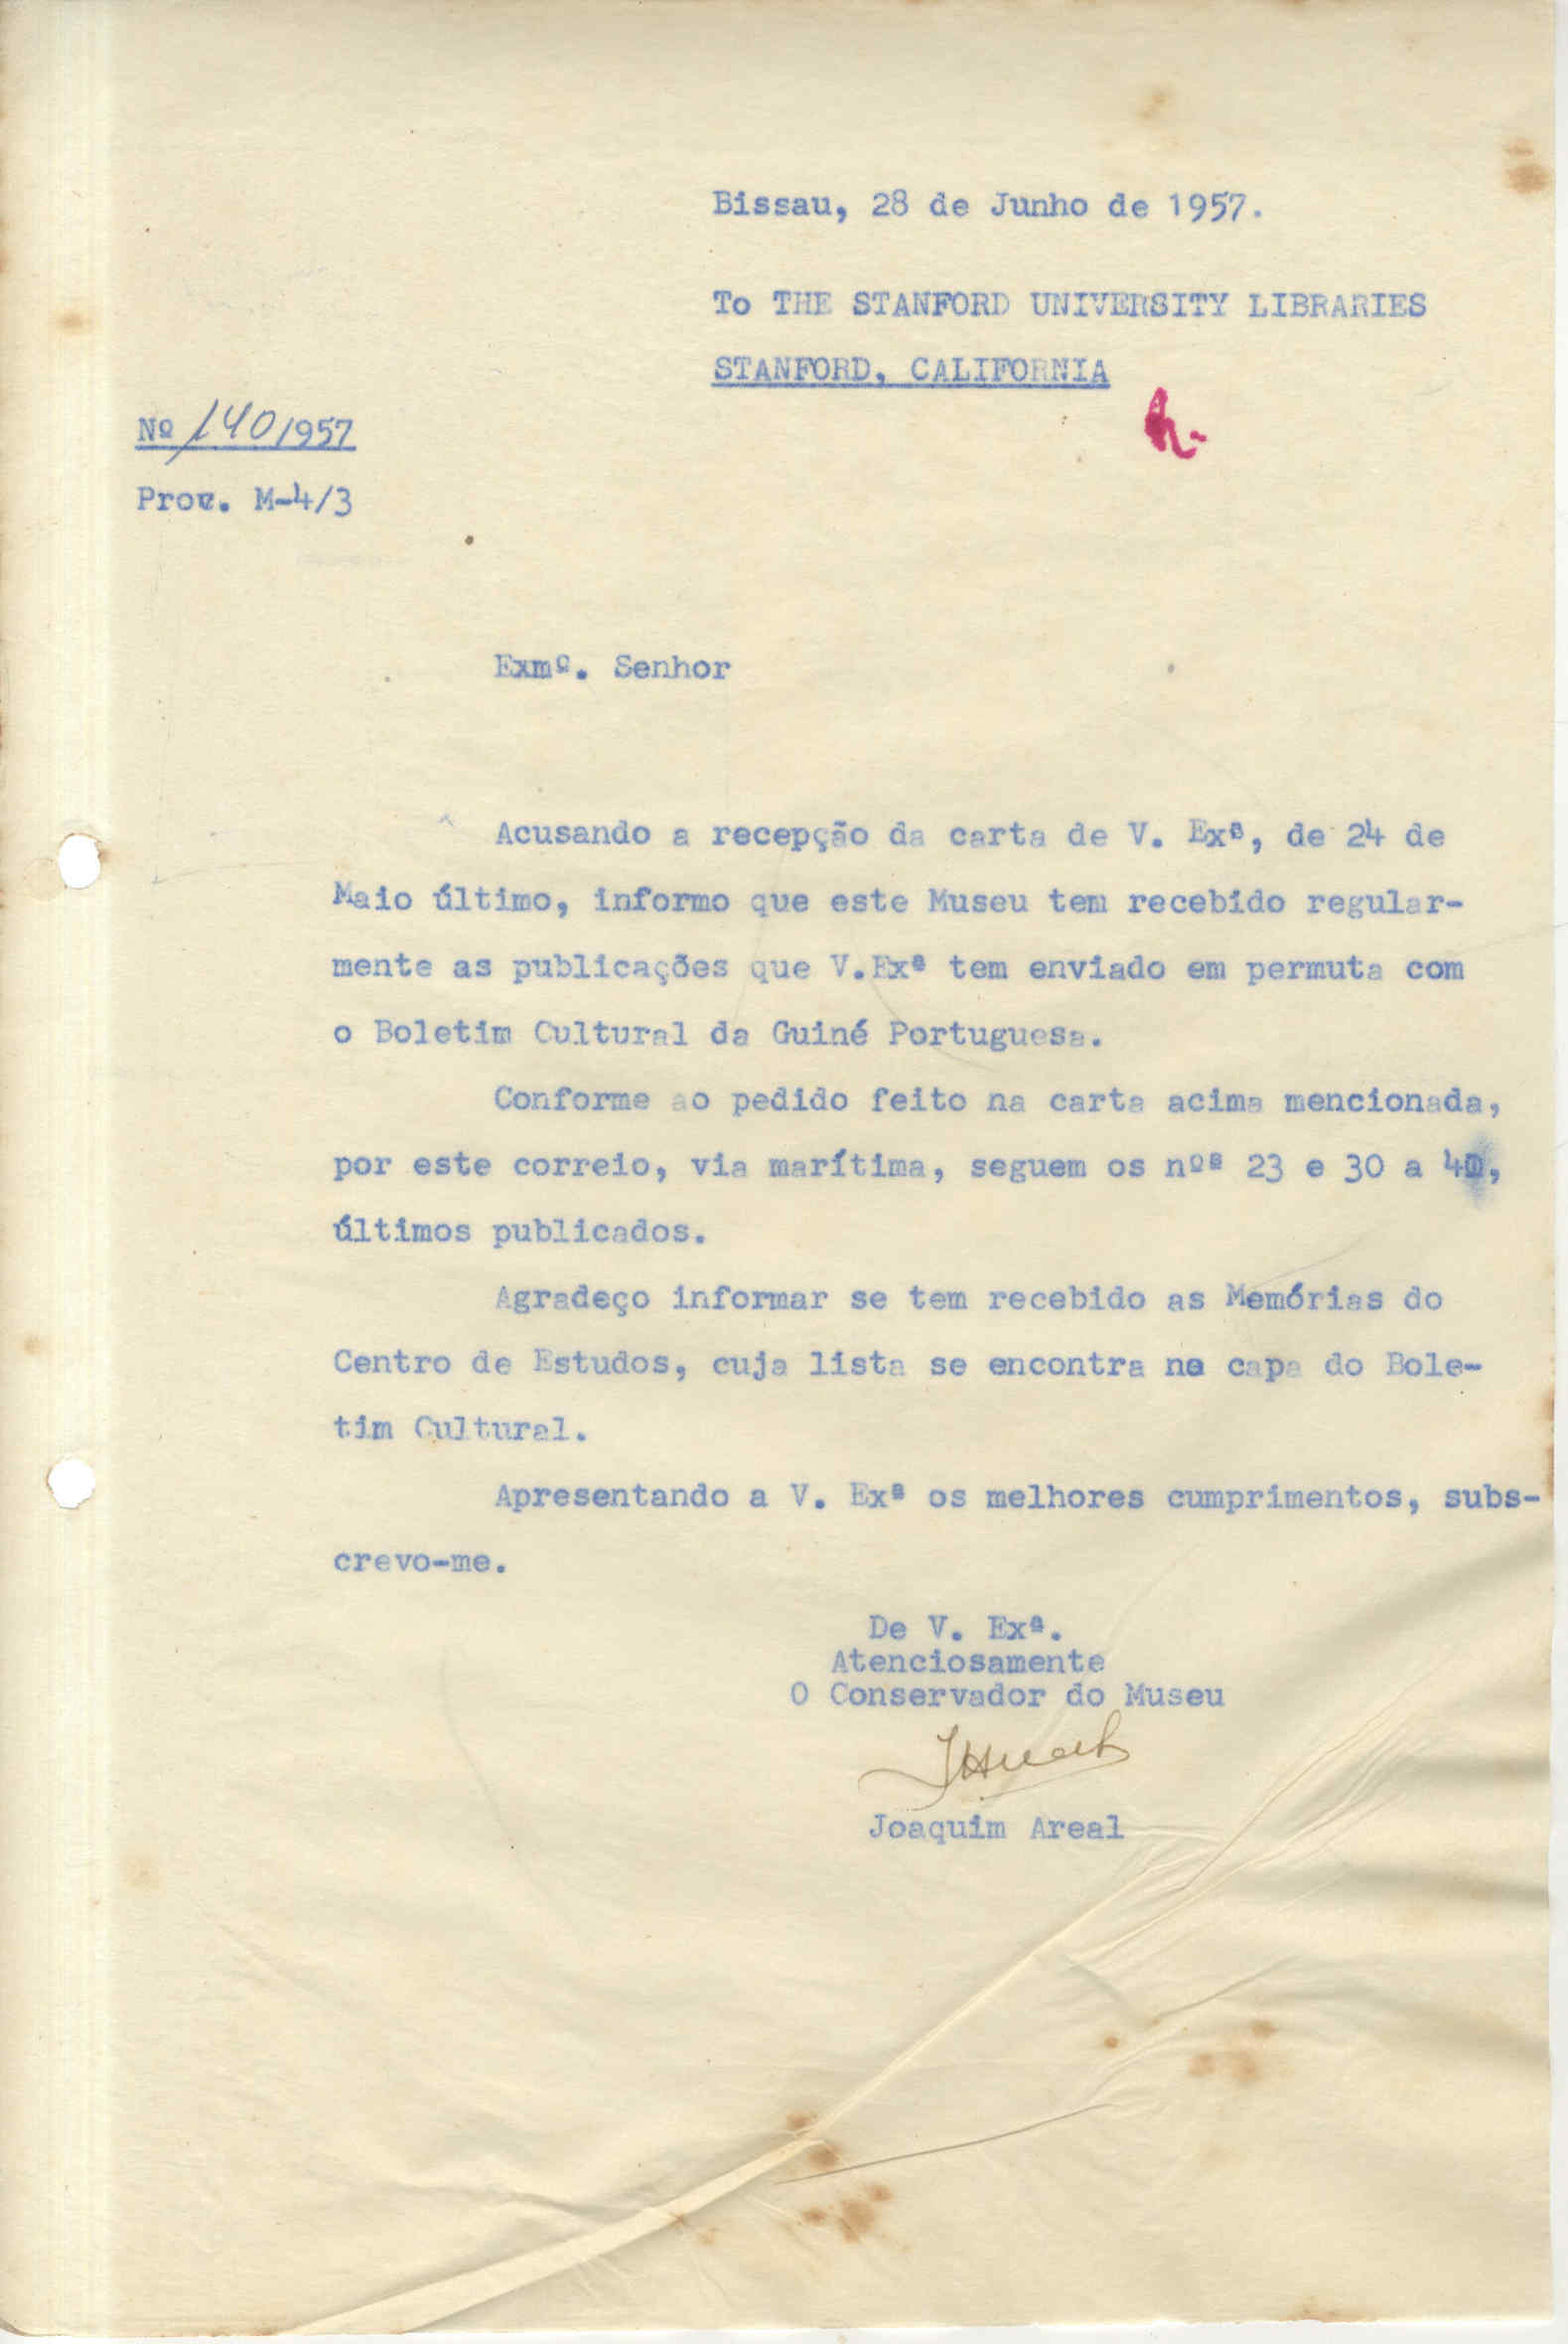 Bissau, 28 de Junho de 1957.
To THE STANFORD UNIVERSITY LIBRARIES
STANFORD, CALIFORNIA
Nº 140/1957
Proc. M-4/3
Exmº. Senhor
Acusando a recepção da carta de V. Exª, de 24 de
Maio último, informo que este Museu tem recebido regular-
mente as publicações que V.Exª tem enviado em permuta com
o Boletim Cultural da Guiné Portuguesa.
Conforme ao pedido feito na carta acima mencionada,
por este correio, via marítima, seguem os nºª 23 e 30 a
últimos publicados.
Agradeço informar se tem recebido as Memórias do
Centro de Estudos, cuja lista se encontra na capa do Bole-
tim Cultural.
Apresentando a V. Exª os melhores cumprimentos, subs-
crevo-me.
De V. Exª.
Atenciosamente
O Conservador do Museu
Joaquim Areal